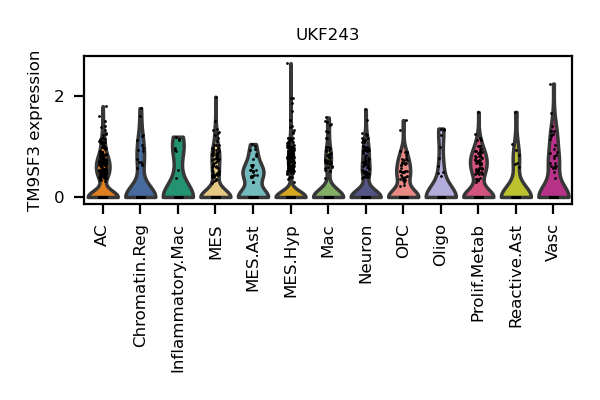 UKF243
TM9SF3 expression
2
0
AC
Chromatin.Reg
Inflammatory.Mac
MES
MES.Ast
MES.Hyp
Mac
Neuron
OPC
Oligo
Prolif.Metab
Reactive.Ast
Vasc